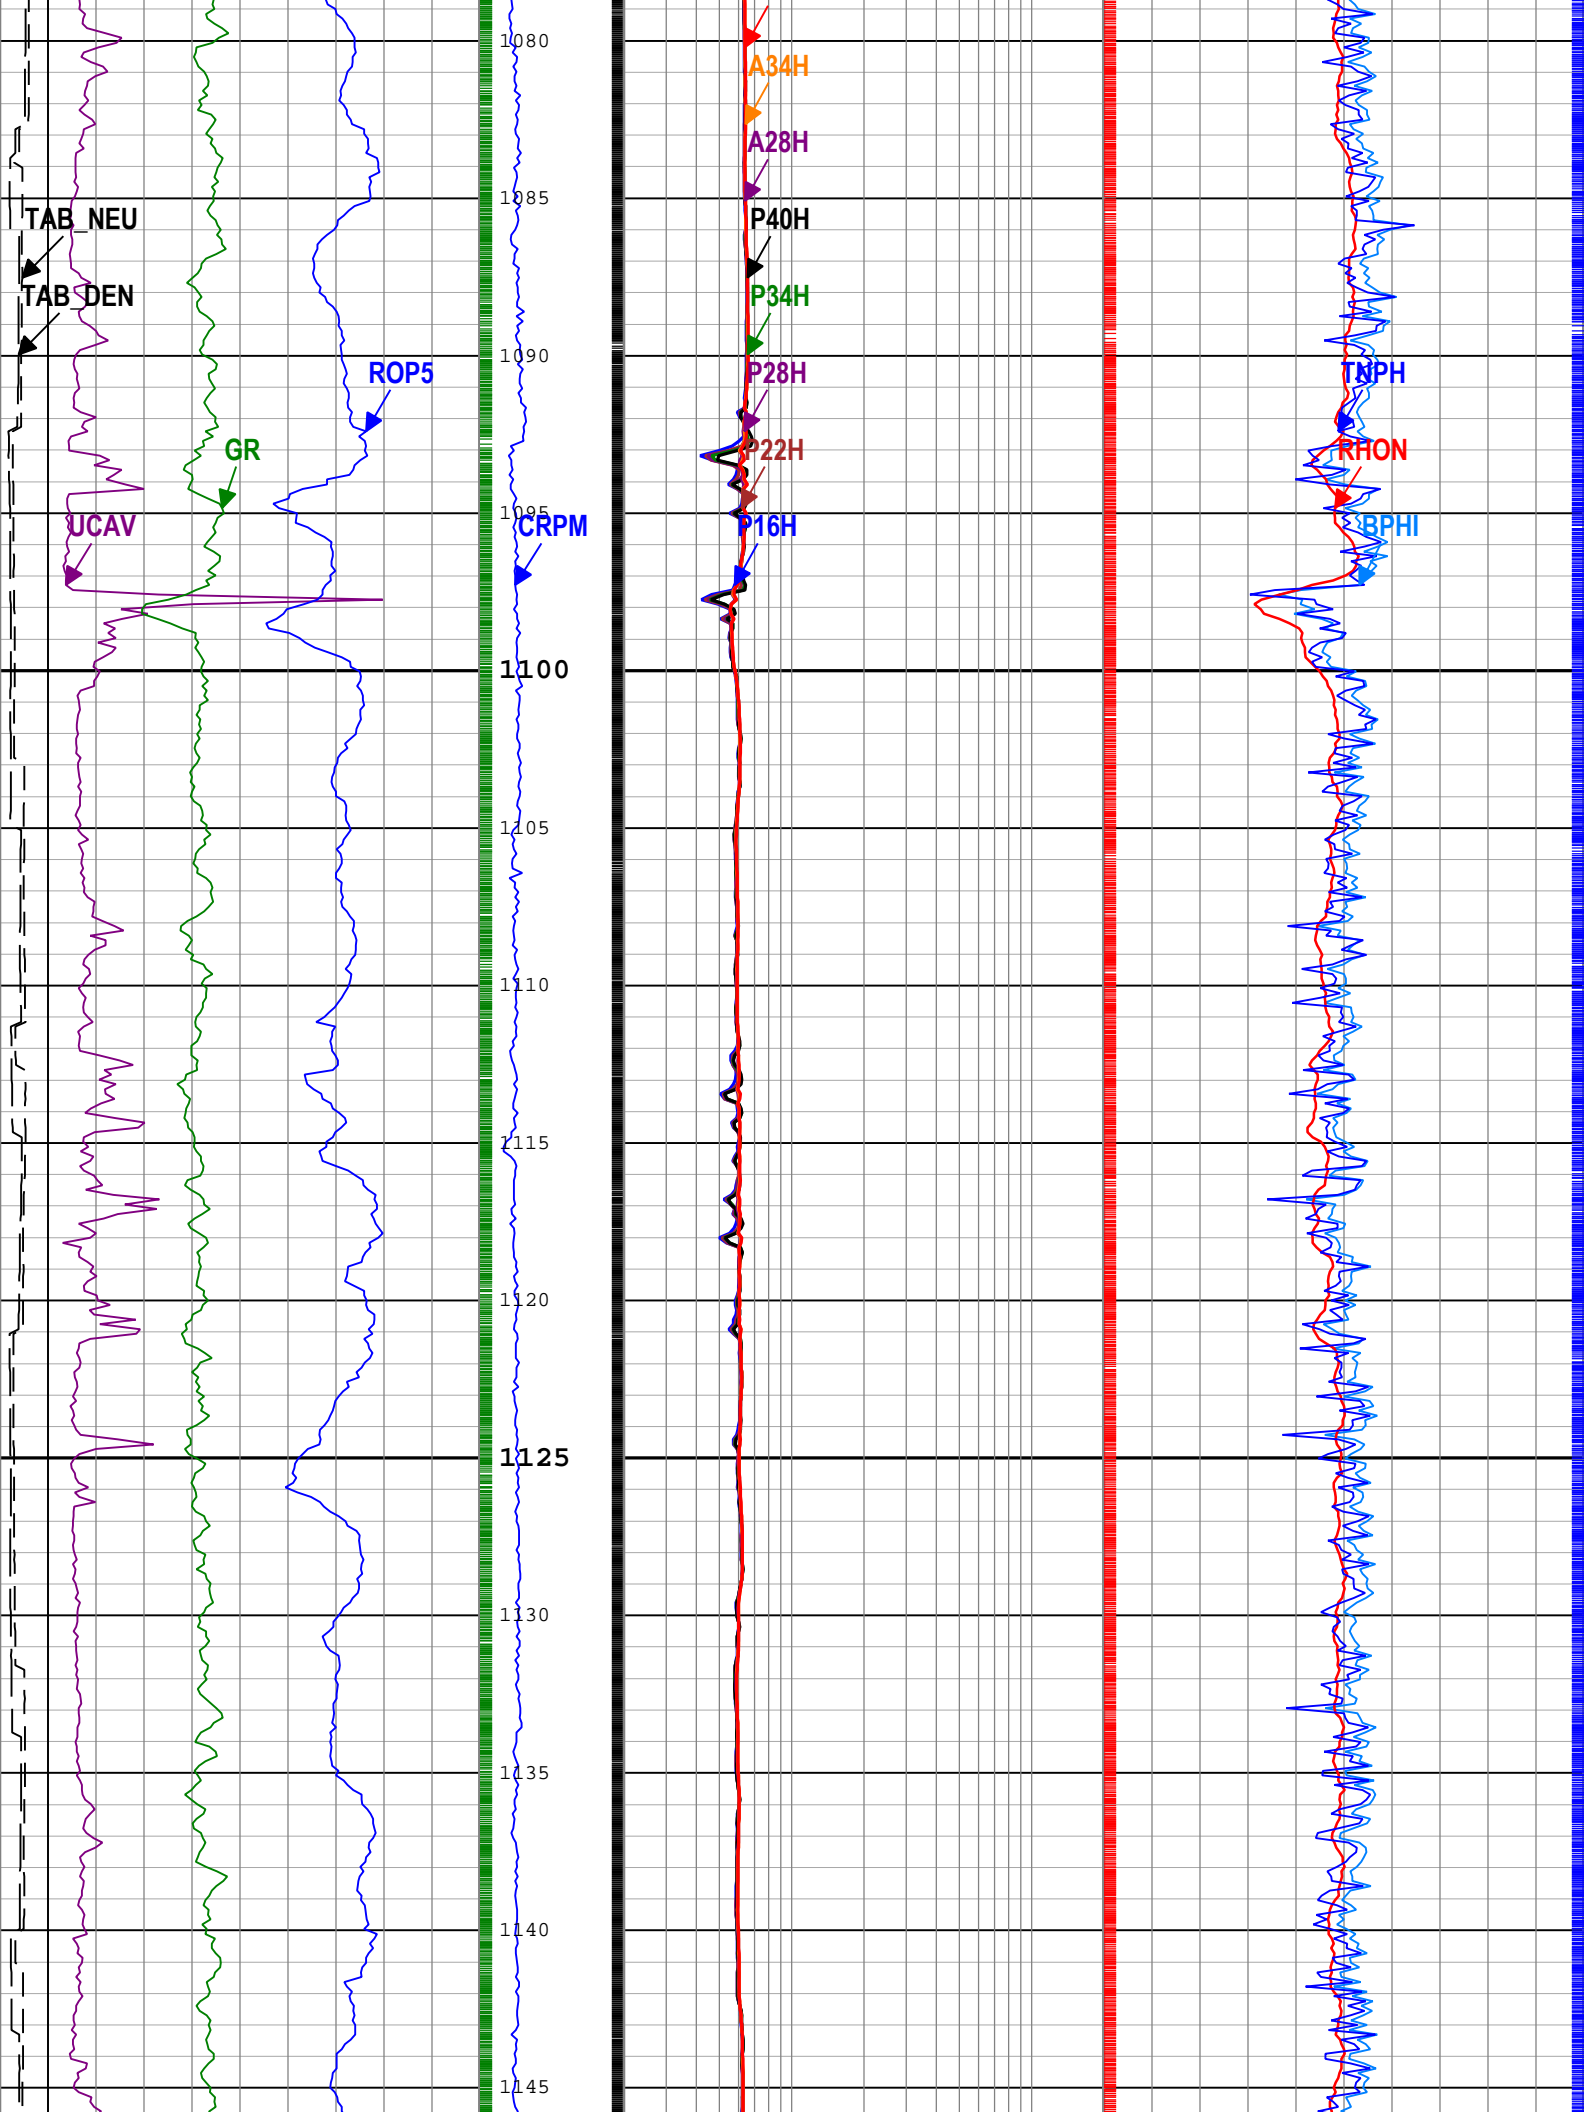 1080
A34H
A28H
1085
TAB_NEU
P40H
TAB_DEN
P34H
1090
ROP5
P28H
TNPH
GR
P22H
RHON
1095
UCAV
CRPM
P16H
BPHI
1100
1105
1110
1115
1120
1125
1130
1135
1140
1145